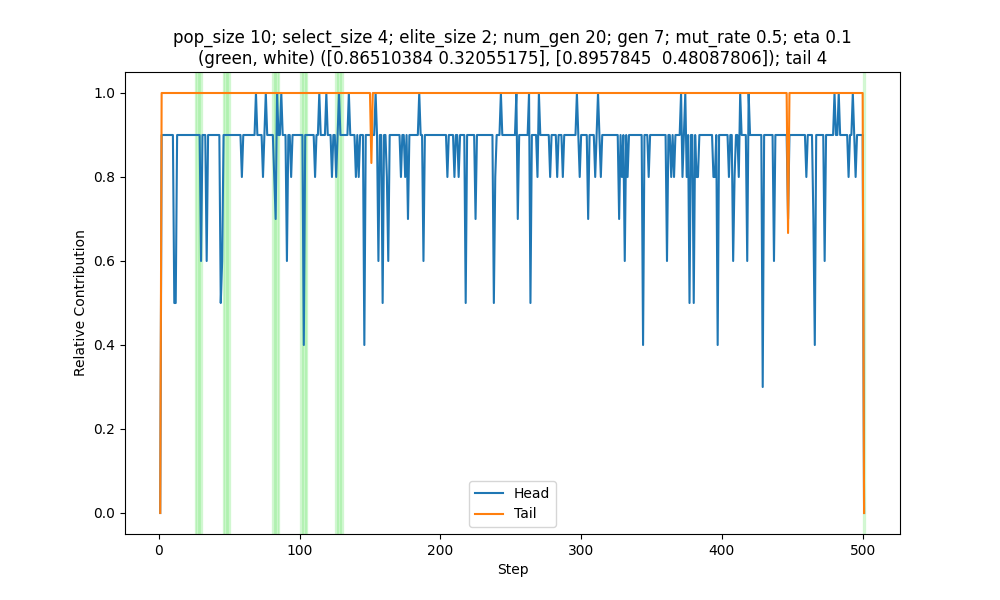 pop_size 10; select_size 4; elite_size 2; num_gen 20; gen 7; mut_rate 0.5; eta 0.1
(green, white) ([0.86510384 0.32055175], [0.8957845  0.48087806]); tail 4
1.0
0.8
0.6
0.4
0.2
0.0
Relative Contribution
Head
Tail
0 100 200 300 400 500
Step